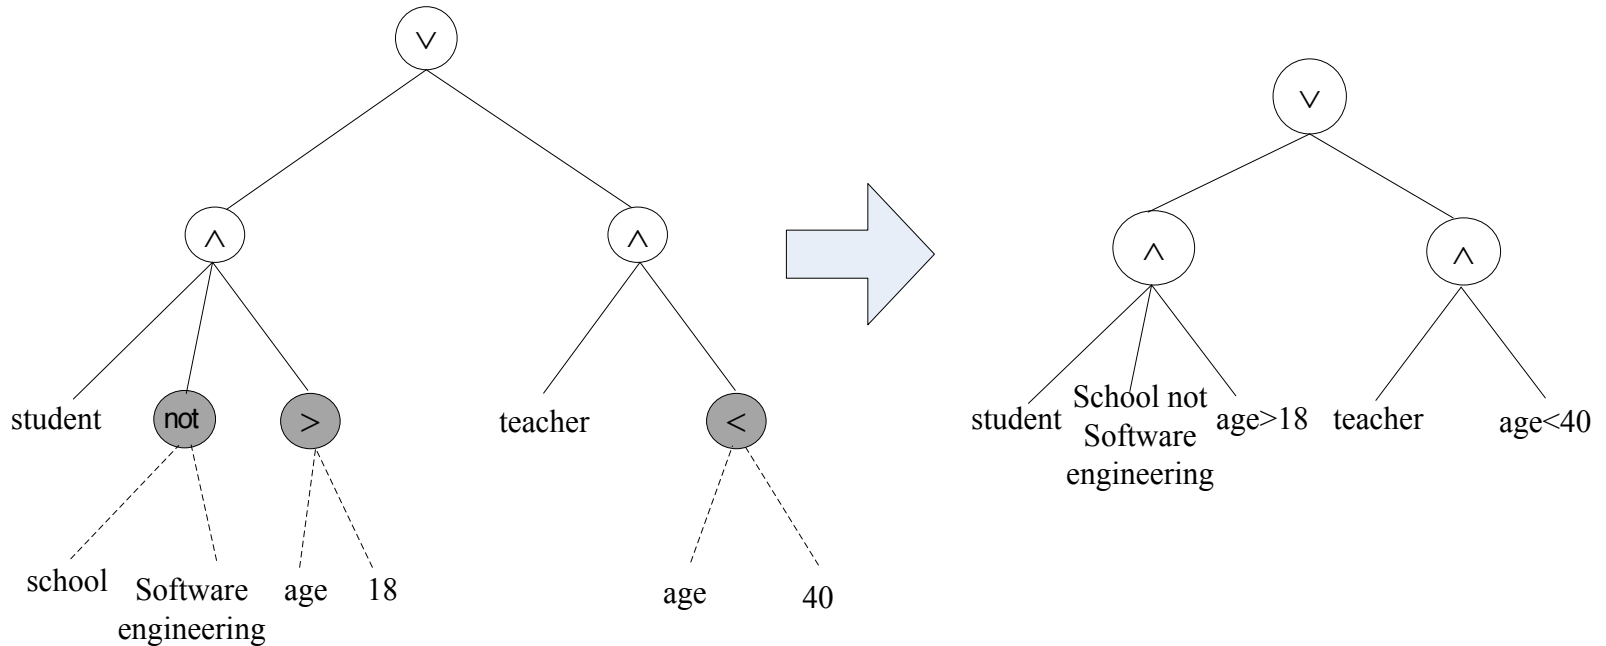 ∨
∨
∧
∧
∧
∧
student
not
>
teacher
<
student
School not
Software
engineering
age>18
teacher
age<40
school
Software
engineering
age
18
age
40